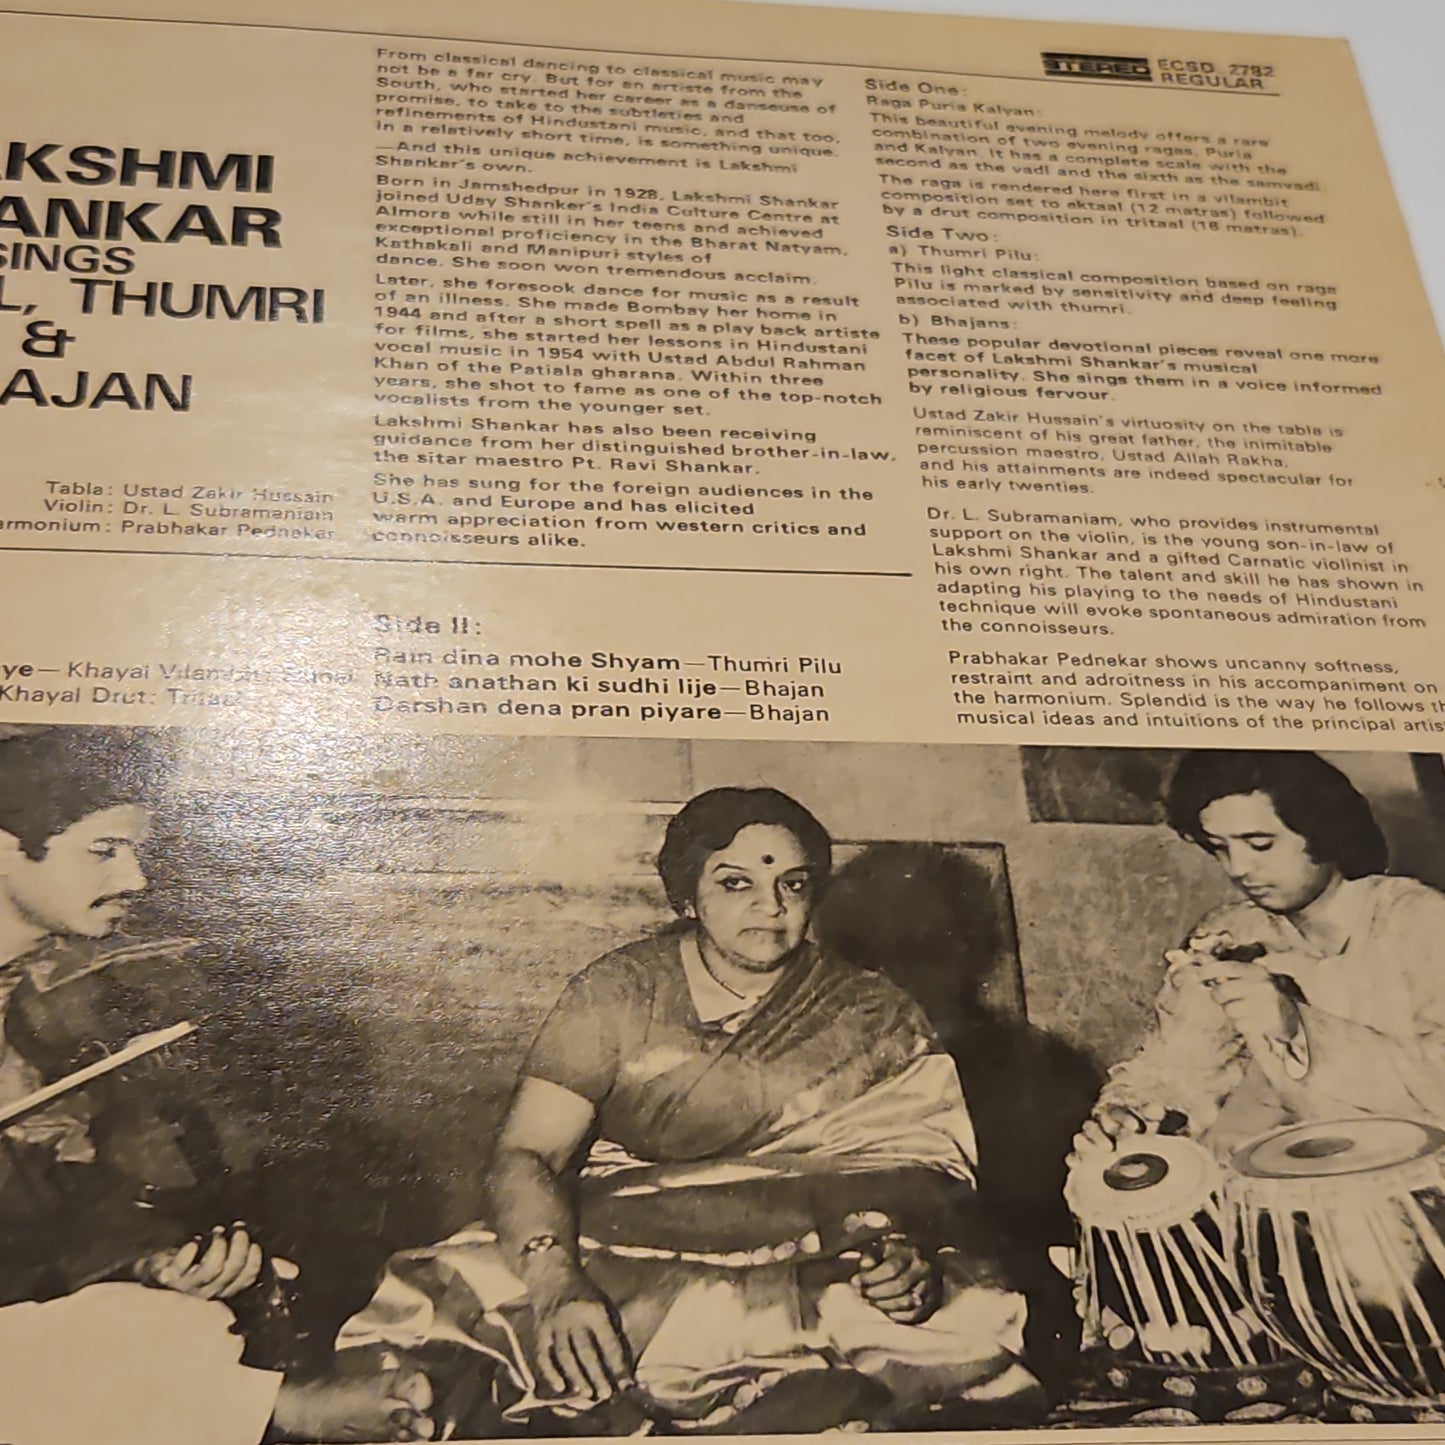 STEREO
ECSD 2782
REGULAR
AKSHMI
ANKAR
SINGS
L, THUMRI
&
AJAN
Tabla: Ustad Zakir Hussain
Violin: Dr. L. Subramaniam
armonium: Prabhakar Pednekar
From classical dancing to classical music may
not be a far cry. But for an artiste from the
South, who started her career as a danseuse of
promise, to take to the subtleties and
refinements of Hindustani music, and that too,
in a relatively short time, is something unique.
—And this unique achievement is Lakshmi
Shankar's own.
Born in Jamshedpur in 1928, Lakshmi Shankar
joined Uday Shanker's India Culture Centre at
Almora while still in her teens and achieved
exceptional proficiency in the Bharat Natyam,
Kathakali and Manipuri styles of
dance. She soon won tremendous acclaim.
Later, she foresook dance for music as a result
of an illness. She made Bombay her home in
1944 and after a short spell as a play back artiste
for films, she started her lessons in Hindustani
vocal music in 1954 with Ustad Abdul Rahman
Khan of the Patiala gharana. Within three
years, she shot to fame as one of the top-notch
vocalists from the younger set.
Lakshmi Shankar has also been receiving
guidance from her distinguished brother-in-law,
the sitar maestro Pt. Ravi Shankar.
She has sung for the foreign audiences in the
U.S.A. and Europe and has elicited
warm appreciation from western critics and
connoisseurs alike.
Side One:
Raga Puria Kalyan:
This beautiful evening melody offers a rare
combination of two evening ragas, Puria
and Kalyan. It has a complete scale with the
second as the vadi and the sixth as the samvadi.
The raga is rendered here first in a vilambit
composition set to ektaal (12 matras) followed
by a drut composition in tritaal (16 matras).
Side Two:
a) Thumri Pilu:
This light classical composition based on raga
Pilu is marked by sensitivity and deep feeling
associated with thumri.
b) Bhajans:
These popular devotional pieces reveal one more
facet of Lakshmi Shankar's musical
personality. She sings them in a voice informed
by religious fervour.
Ustad Zakir Hussain's virtuosity on the tabla is
reminiscent of his great father, the inimitable
percussion maestro, Ustad Allah Rakha,
and his attainments are indeed spectacular for
his early twenties.
Dr. L. Subramaniam, who provides instrumental
support on the violin, is the young son-in-law of
Lakshmi Shankar and a gifted Carnatic violinist in
his own right. The talent and skill he has shown in
adapting his playing to the needs of Hindustani
technique will evoke spontaneous admiration from
the connoisseurs.
Prabhakar Pednekar shows uncanny softness,
restraint and adroitness in his accompaniment on
the harmonium. Splendid is the way he follows th
musical ideas and intuitions of the principal artis
ye—Khayal Vilambit:
Khayal Drut:
Side II:
Rain dina mohe Shyam—Thumri Pilu
Nath anathan ki sudhi lije—Bhajan
Darshan dena pran piyare—Bhajan